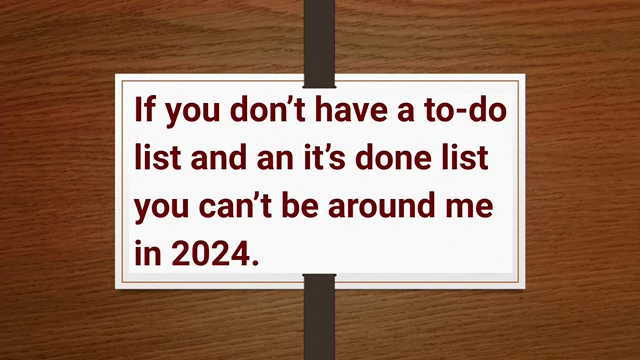 If you don’t have a to-do
list and an it’s done list
you can’t be around me
in 2024.